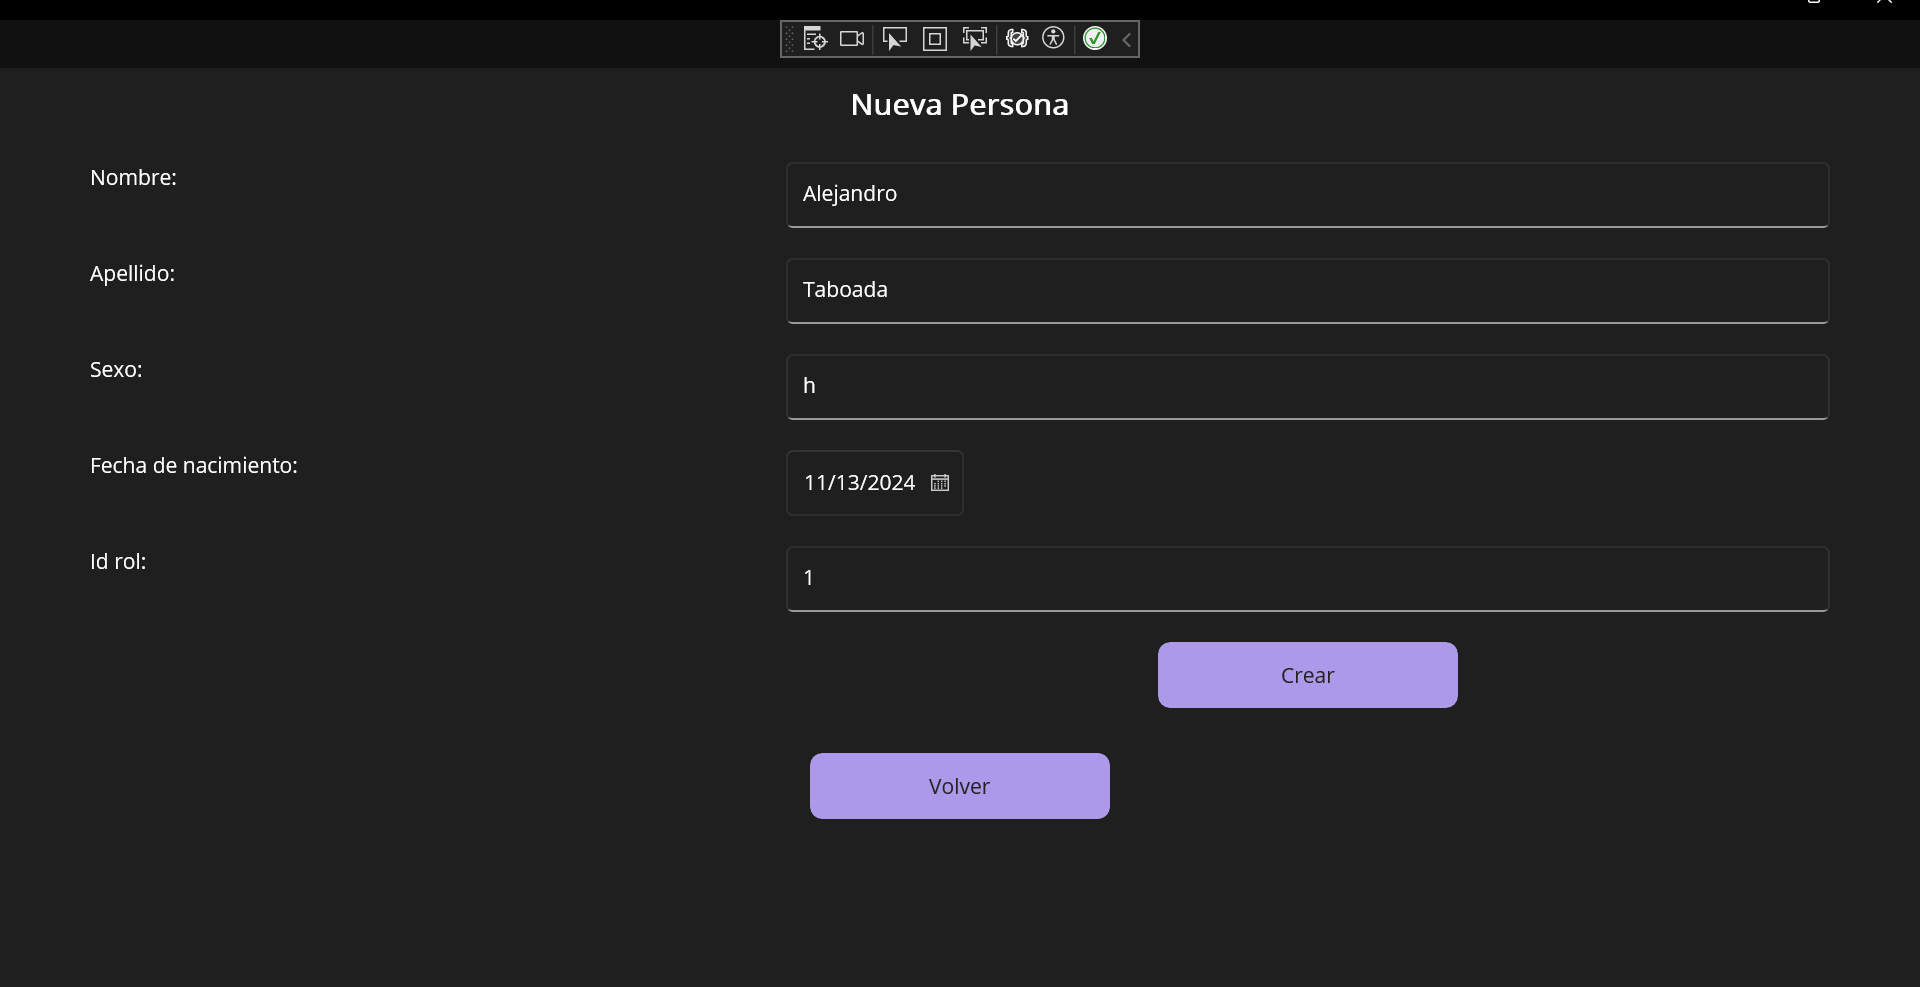 Nueva Persona
Nombre:
Alejandro
Apellido:
Taboada
Sexo:
h
Fecha de nacimiento:
11/13/2024
Id rol:
1
Crear
Volver